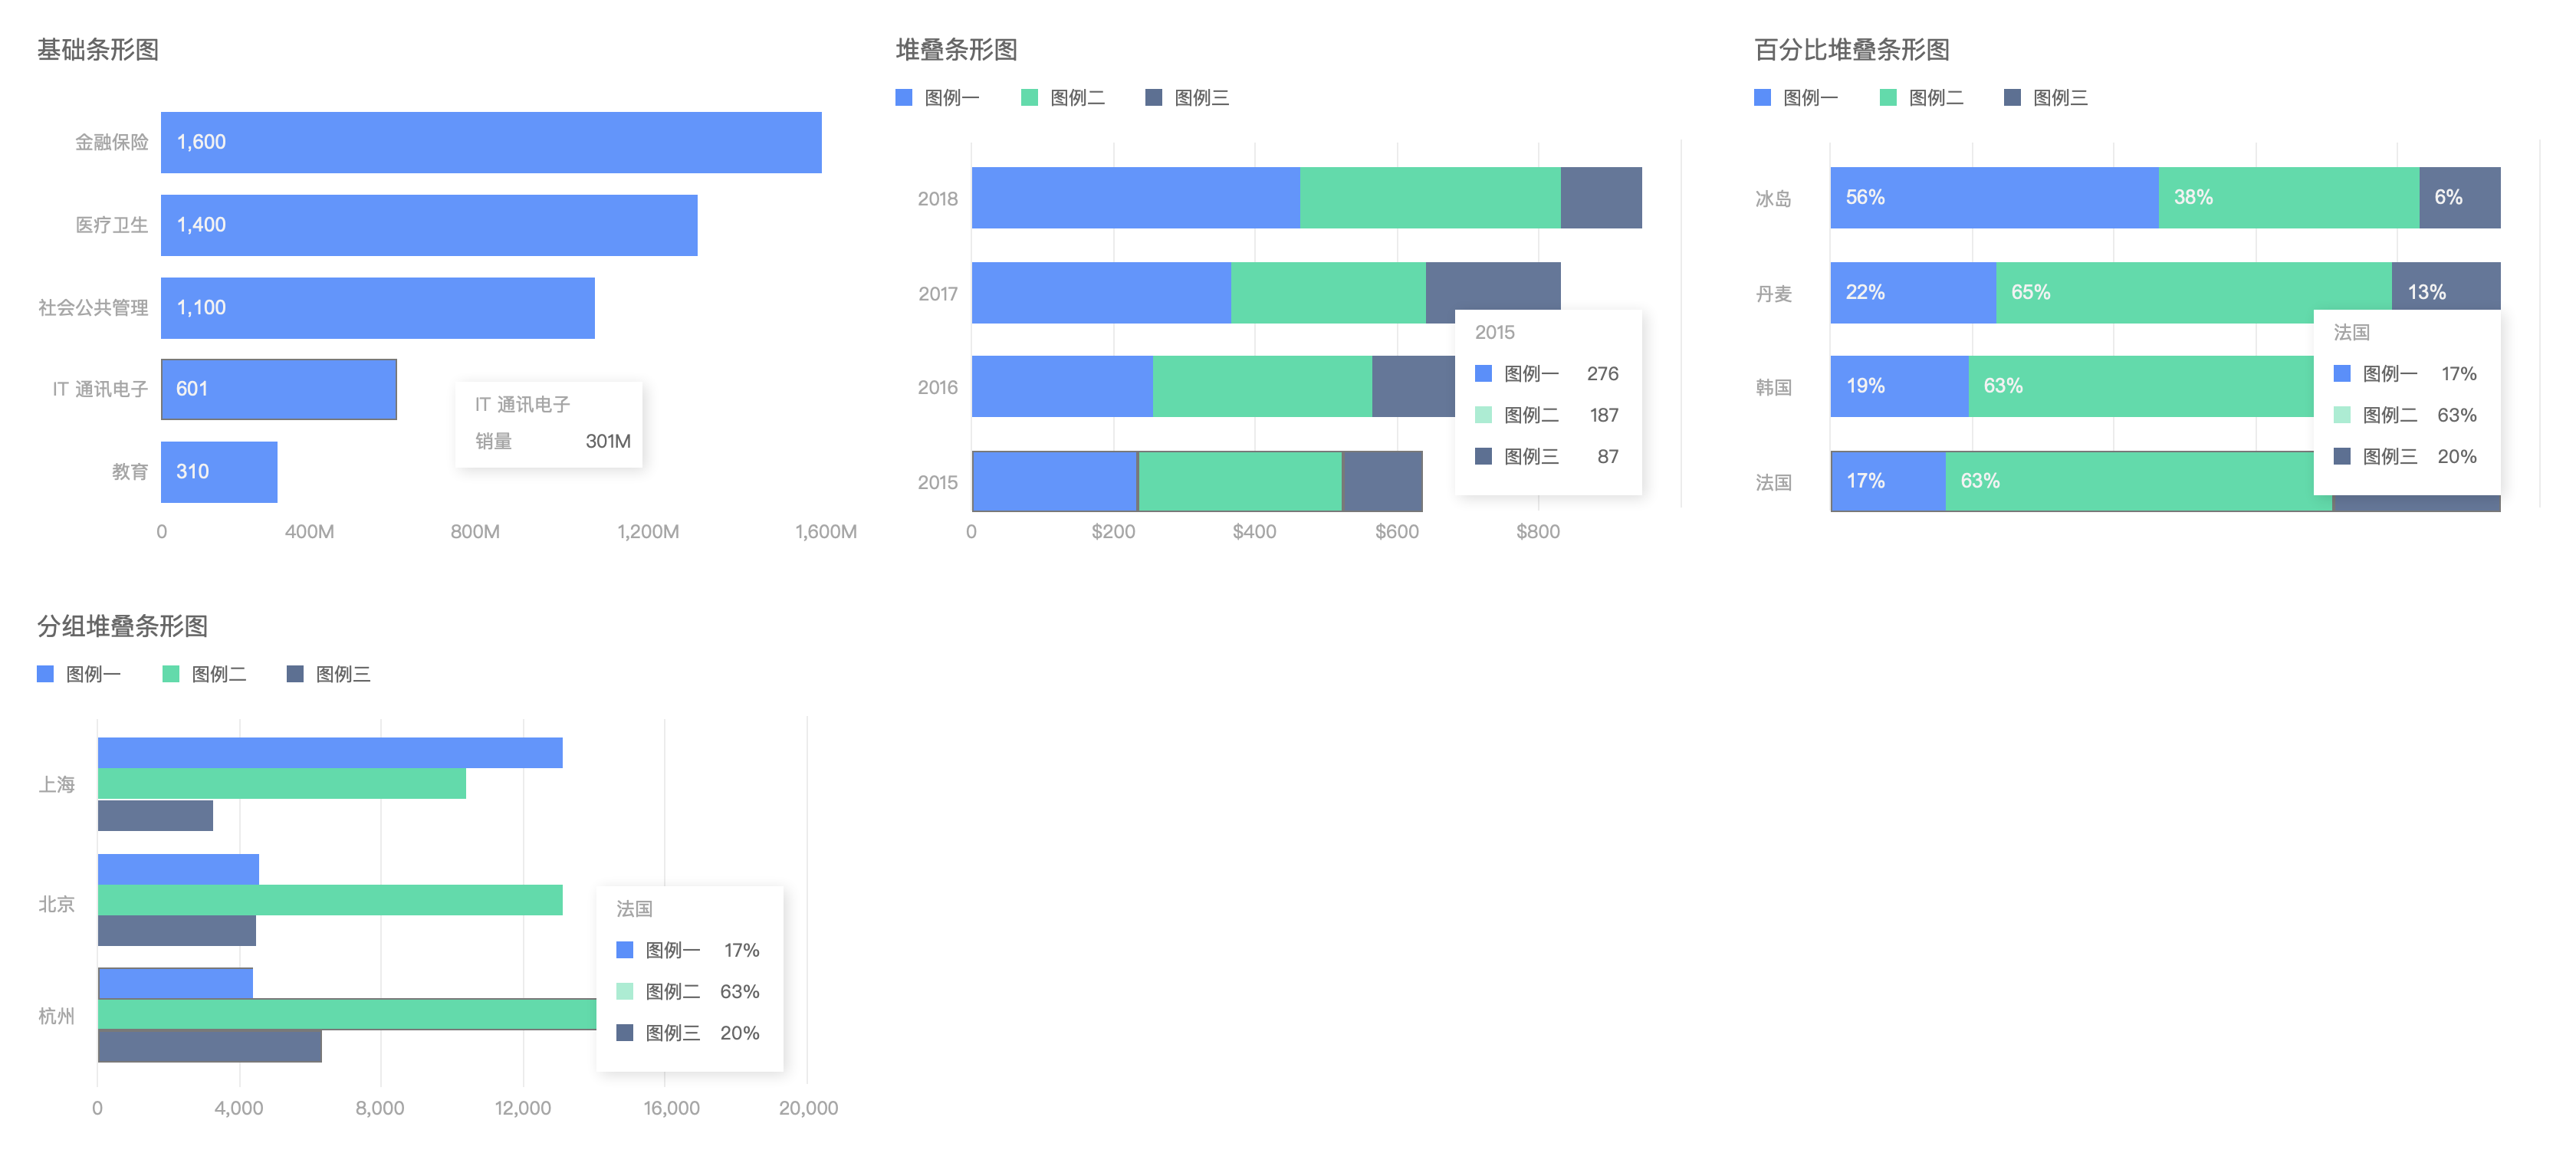 基础条形图
金融保险 1,600
医疗卫生 1,400
社会公共管理 1,100
IT 通讯电子 601
教育 310
IT 通讯电子
销量 301M
0 400M 800M 1,200M 1,600M
堆叠条形图
图例一 图例二 图例三
2018
2017
2016
2015
2015
图例一 276
图例二 187
图例三 87
0 $200 $400 $600 $800
百分比堆叠条形图
图例一 图例二 图例三
冰岛 56% 38% 6%
丹麦 22% 65% 13%
韩国 19% 63%
法国 17% 63%
法国
图例一 17%
图例二 63%
图例三 20%
分组堆叠条形图
图例一 图例二 图例三
上海
北京
杭州
法国
图例一 17%
图例二 63%
图例三 20%
0 4,000 8,000 12,000 16,000 20,000